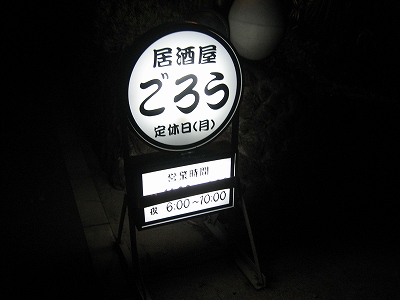 居酒屋
ごろう
定休日(月)
営業時間
夜 6:00～10:00